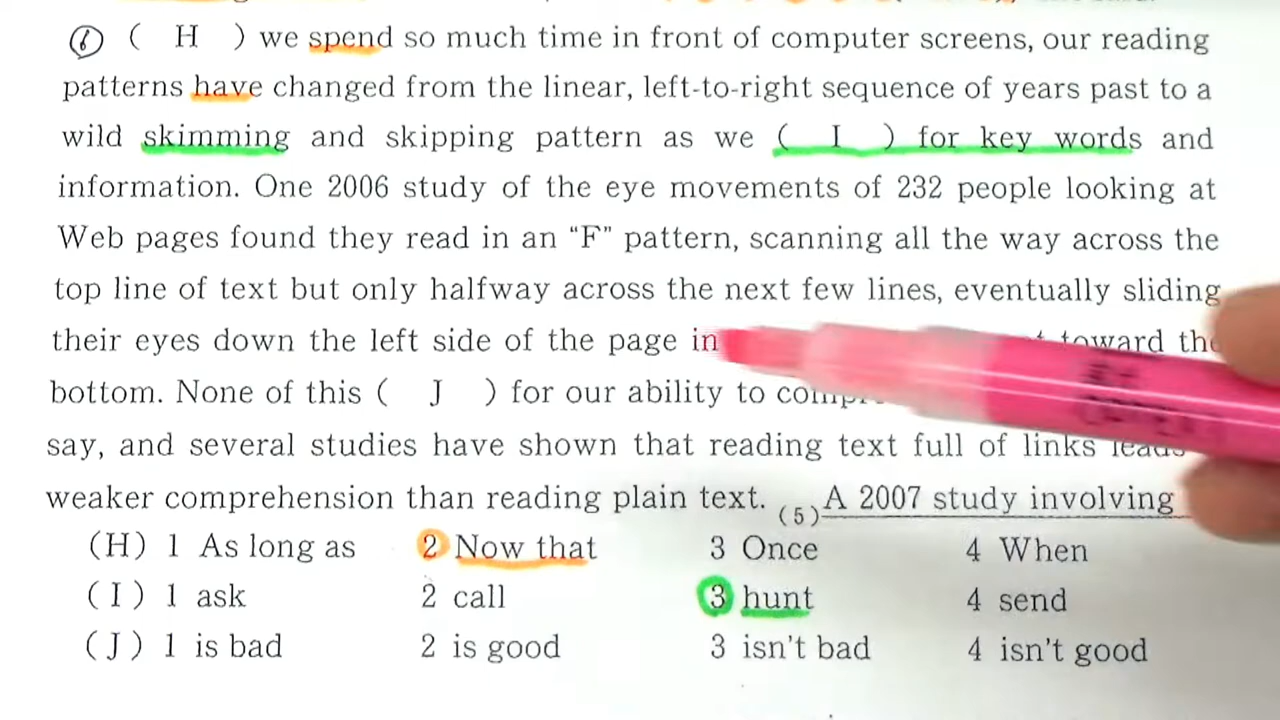 ⑥ ( H ) we spend so much time in front of computer screens, our reading
patterns have changed from the linear, left-to-right sequence of years past to a
wild skimming and skipping pattern as we ( I ) for key words and
information. One 2006 study of the eye movements of 232 people looking at
Web pages found they read in an “F” pattern, scanning all the way across the
top line of text but only halfway across the next few lines, eventually sliding
their eyes down the left side of the page in toward the
bottom. None of this ( J ) for our ability to
say, and several studies have shown that reading text full of links leads
weaker comprehension than reading plain text. (5) A 2007 study involving
(H) 1 As long as 2 Now that 3 Once 4 When
(I) 1 ask 2 call 3 hunt 4 send
(J) 1 is bad 2 is good 3 isn't bad 4 isn't good